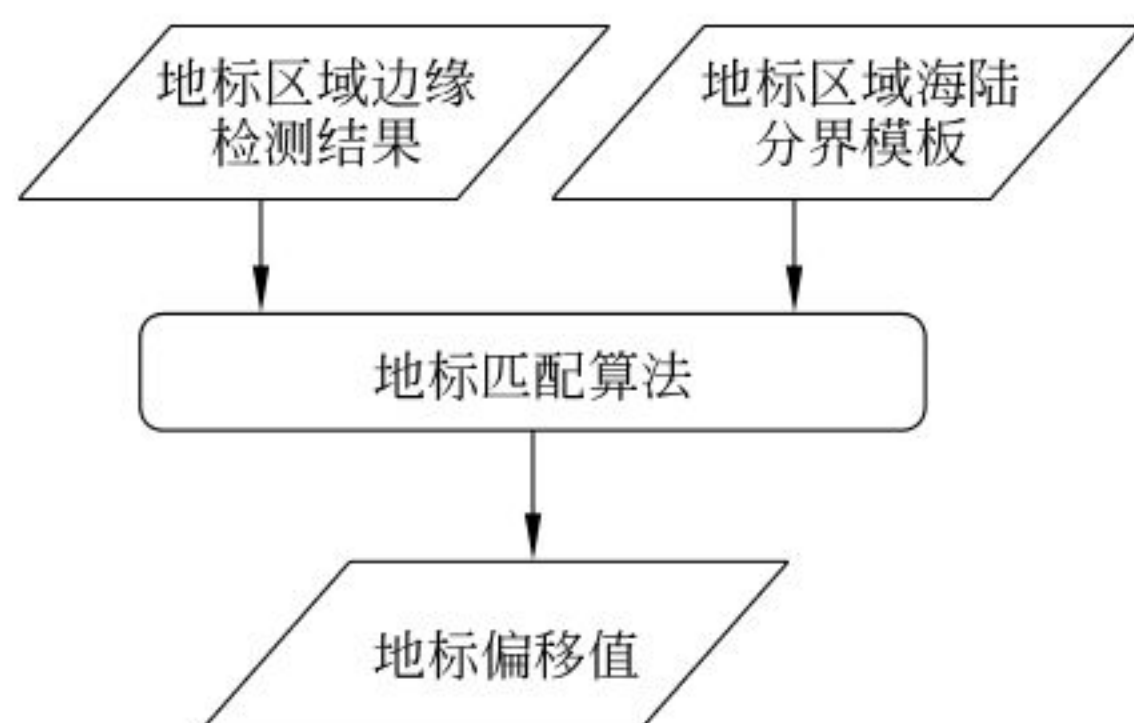 地标区域边缘
检测结果
地标区域海陆
分界模板
地标匹配算法
地标偏移值